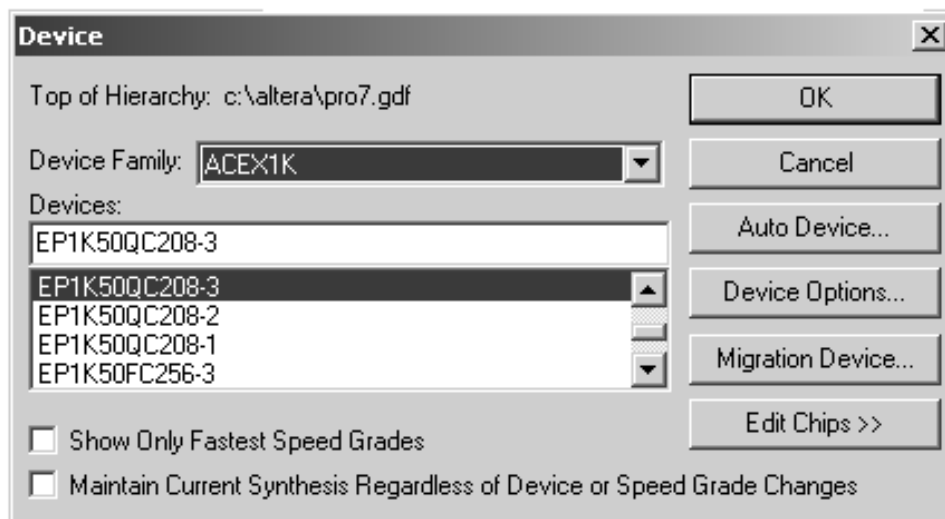 Device
Top of Hierarchy: c:\altera\pro7.gdf
OK
Device Family: ACEX1K
Cancel
Devices:
EP1K50QC208-3
Auto Device...
EP1K50QC208-3
EP1K50QC208-2
EP1K50QC208-1
EP1K50FC256-3
Device Options...
Migration Device...
Edit Chips >>
Show Only Fastest Speed Grades
Maintain Current Synthesis Regardless of Device or Speed Grade Changes